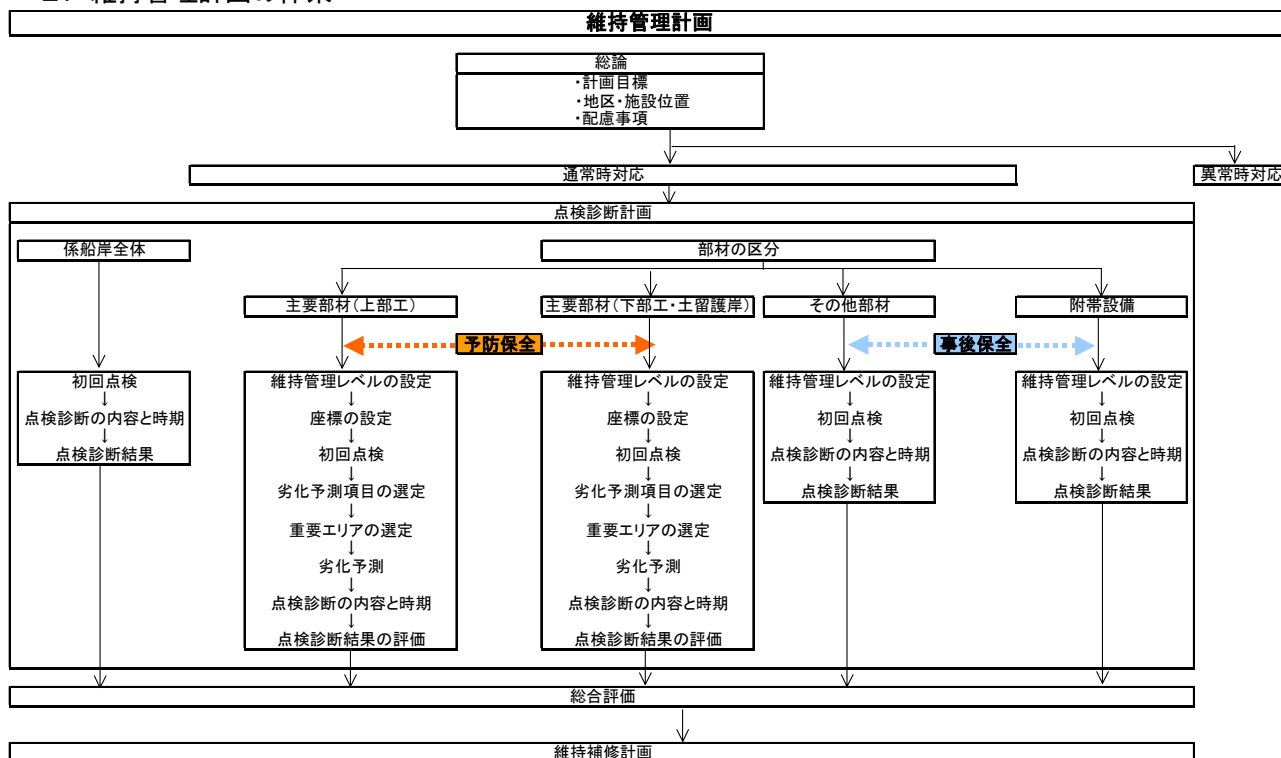 維持管理計画
総論
・計画目標
・地区・施設位置
・配慮事項
通常時対応
異常時対応
点検診断計画
係船岸全体
部材の区分
主要部材(上部工)
主要部材(下部工・土留護岸)
その他部材
附帯設備
予防保全
事後保全
初回点検
↓
点検診断の内容と時期
↓
点検診断結果
維持管理レベルの設定
↓
座標の設定
↓
初回点検
↓
劣化予測項目の選定
↓
重要エリアの選定
↓
劣化予測
↓
点検診断の内容と時期
↓
点検診断結果の評価
維持管理レベルの設定
↓
座標の設定
↓
初回点検
↓
劣化予測項目の選定
↓
重要エリアの選定
↓
劣化予測
↓
点検診断の内容と時期
↓
点検診断結果の評価
維持管理レベルの設定
↓
初回点検
↓
点検診断の内容と時期
↓
点検診断結果
維持管理レベルの設定
↓
初回点検
↓
点検診断の内容と時期
↓
点検診断結果
総合評価
維持補修計画